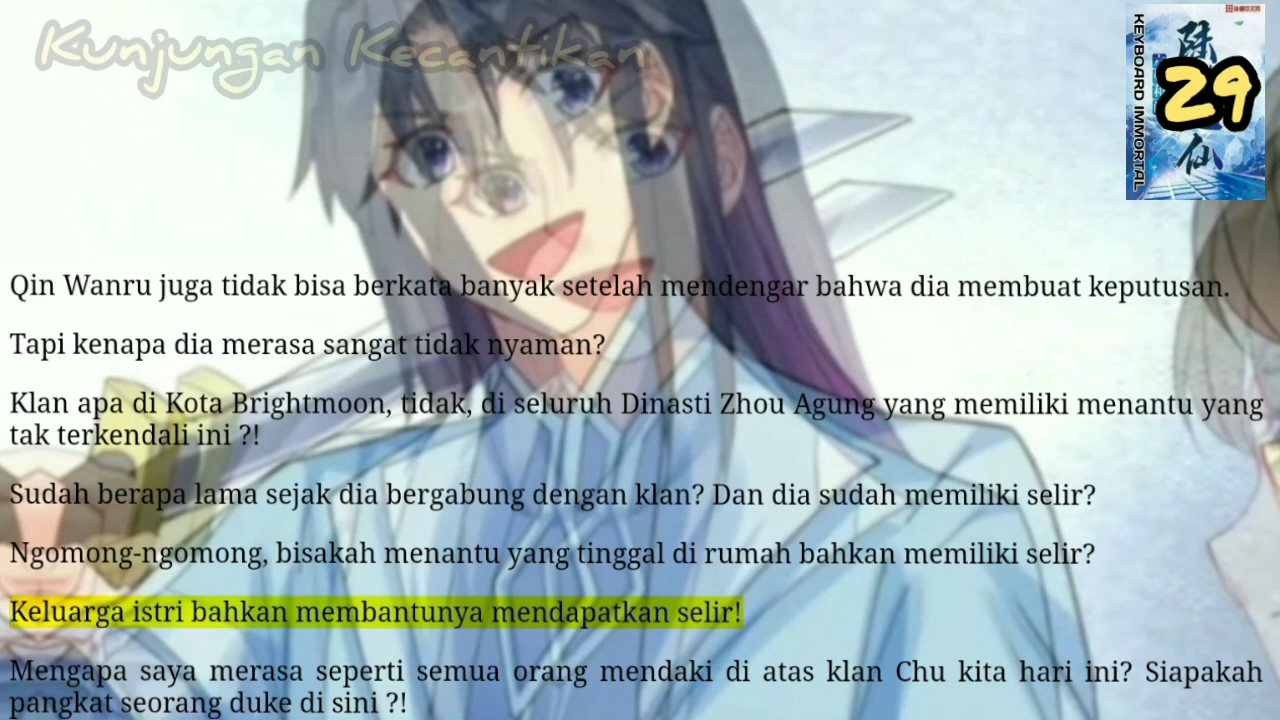 Kunjungan Kecantikan
KEYBOARD IMMORTAL
陆
仙
29
Qin Wanru juga tidak bisa berkata banyak setelah mendengar bahwa dia membuat keputusan.
Tapi kenapa dia merasa sangat tidak nyaman?
Klan apa di Kota Brightmoon, tidak, di seluruh Dinasti Zhou Agung yang memiliki menantu yang
tak terkendali ini ?!
Sudah berapa lama sejak dia bergabung dengan klan? Dan dia sudah memiliki selir?
Ngomong-ngomong, bisakah menantu yang tinggal di rumah bahkan memiliki selir?
Keluarga istri bahkan membantunya mendapatkan selir!
Mengapa saya merasa seperti semua orang mendaki di atas klan Chu kita hari ini? Siapakah
pangkat seorang duke di sini ?!